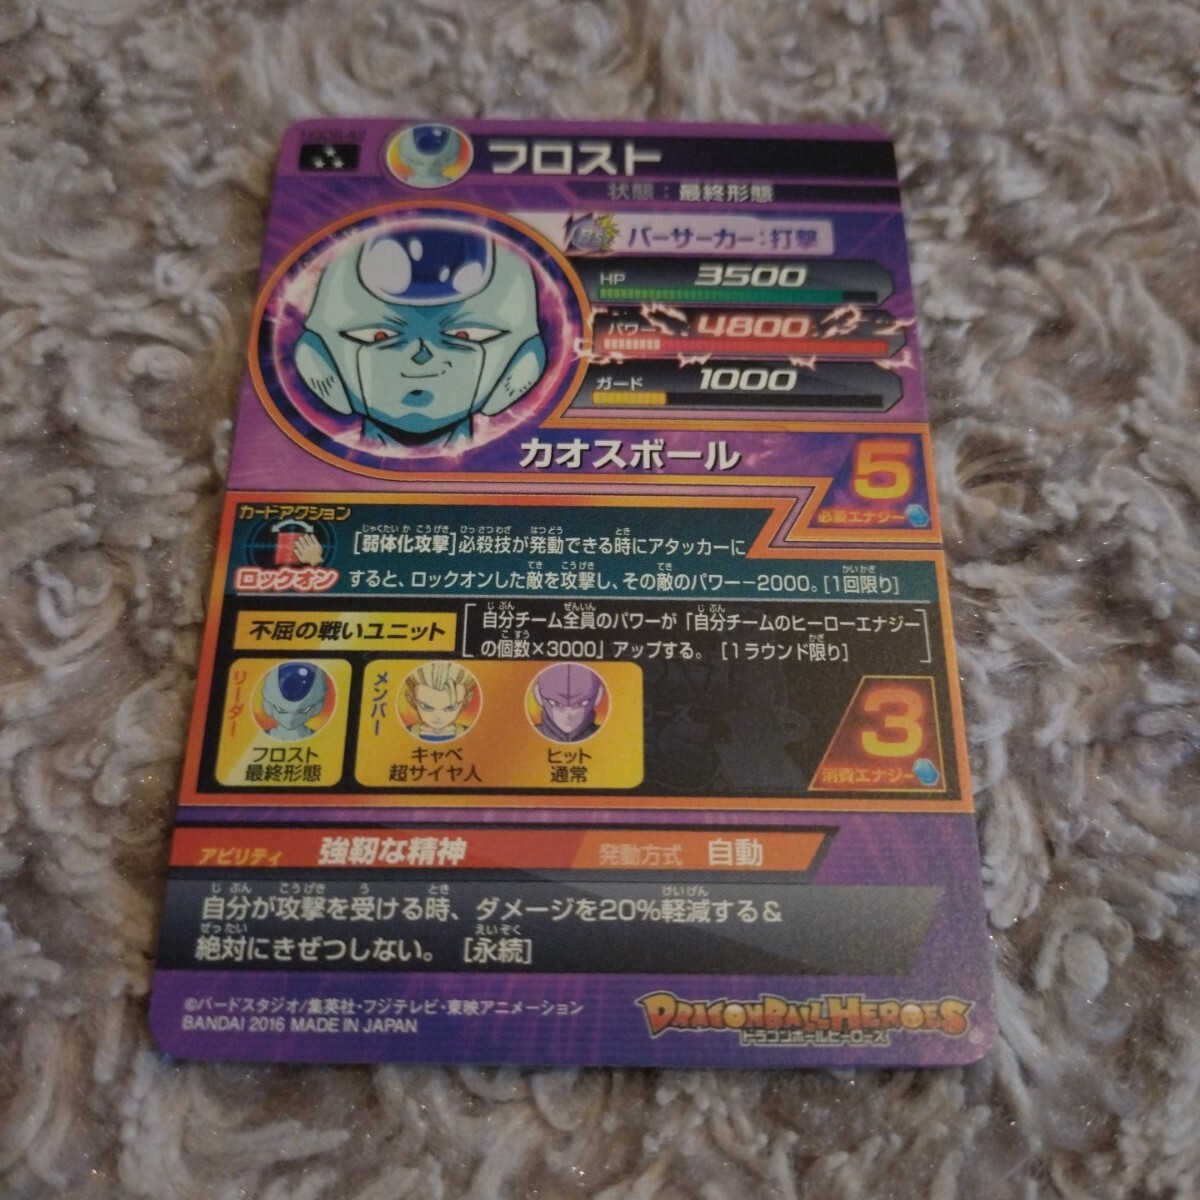 HGD8-42
フロスト
状態：最終形態
バーサーカー：打撃
HP 3500
パワー 4800
ガード 1000
カオスボール
5
必要エナジー
カードアクション
ロックオン
[弱体化攻撃]必殺技が発動できる時にアタッカーに
すると、ロックオンした敵を攻撃し、その敵のパワー−2000。[1回限り]
不屈の戦いユニット
自分チーム全員のパワーが「自分チームのヒーローエナジー
の個数×3000」アップする。 [1ラウンド限り]
リーダー
フロスト
最終形態
メンバー
キャベ
超サイヤ人
ヒット
通常
3
消費エナジー
アビリティ 強靭な精神 発動方式 自動
自分が攻撃を受ける時、ダメージを20%軽減する&
絶対にきぜつしない。 [永続]
©バードスタジオ/集英社・フジテレビ・東映アニメーション
BANDAI 2016 MADE IN JAPAN
DRAGONBALL HEROES
ドラゴンボールヒーローズ